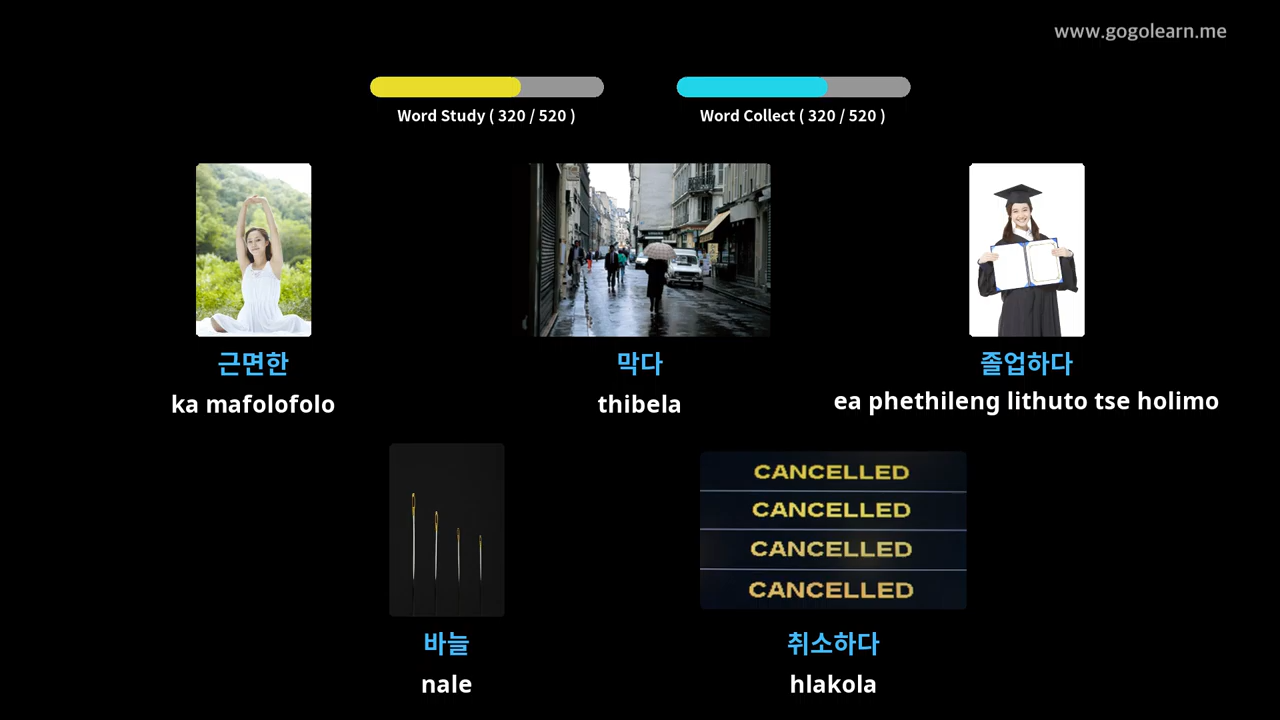 www.gogolearn.me
Word Study ( 320 / 520 )
Word Collect ( 320 / 520 )
근면한
막다
졸업하다
ka mafolofolo
thibela
ea phethileng lithuto tse holimo
CANCELLED
CANCELLED
CANCELLED
CANCELLED
바늘
취소하다
nale
hlakola